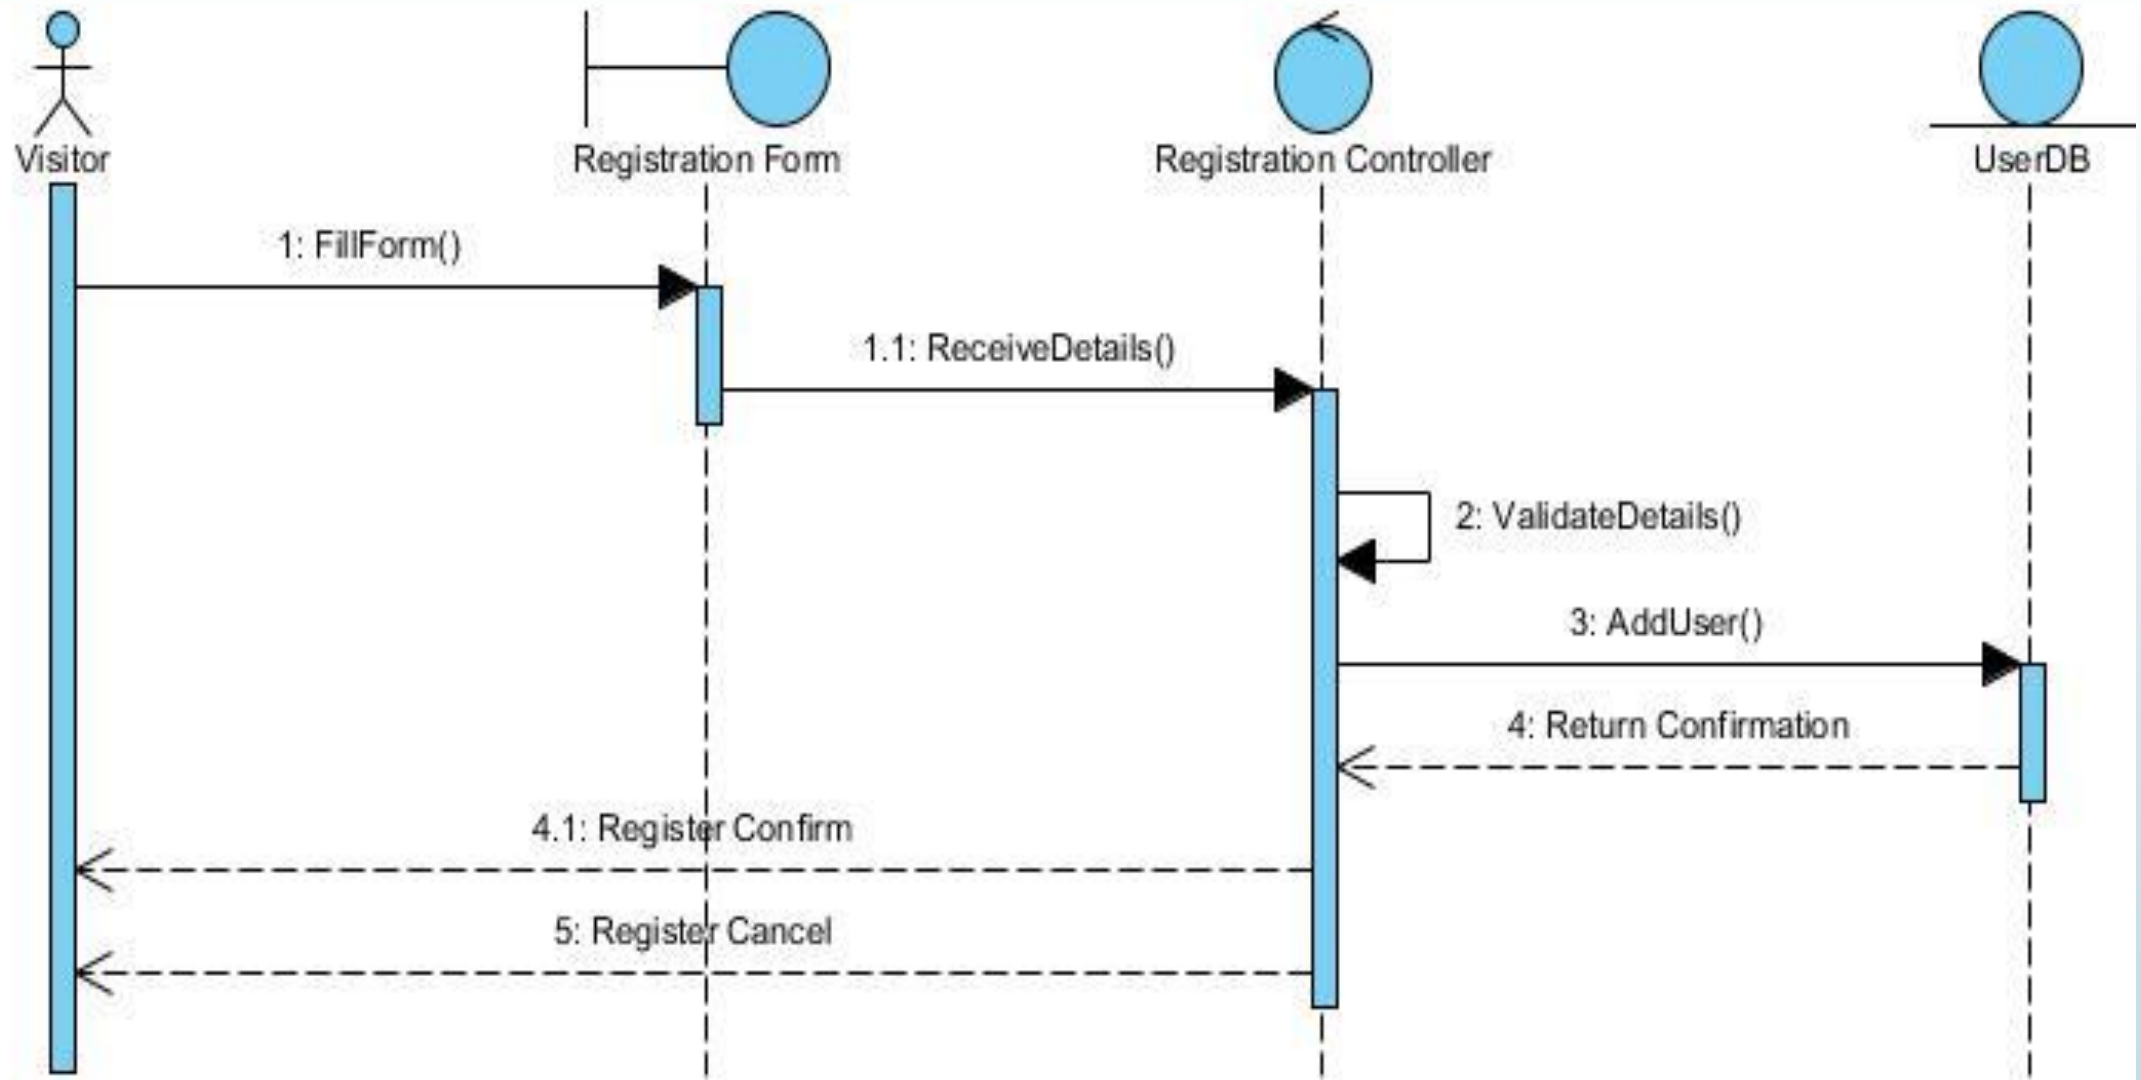 Visitor
Registration Form
Registration Controller
UserDB
1: FillForm()
1.1: ReceiveDetails()
2: ValidateDetails()
3: AddUser()
4: Return Confirmation
4.1: Register Confirm
5: Register Cancel